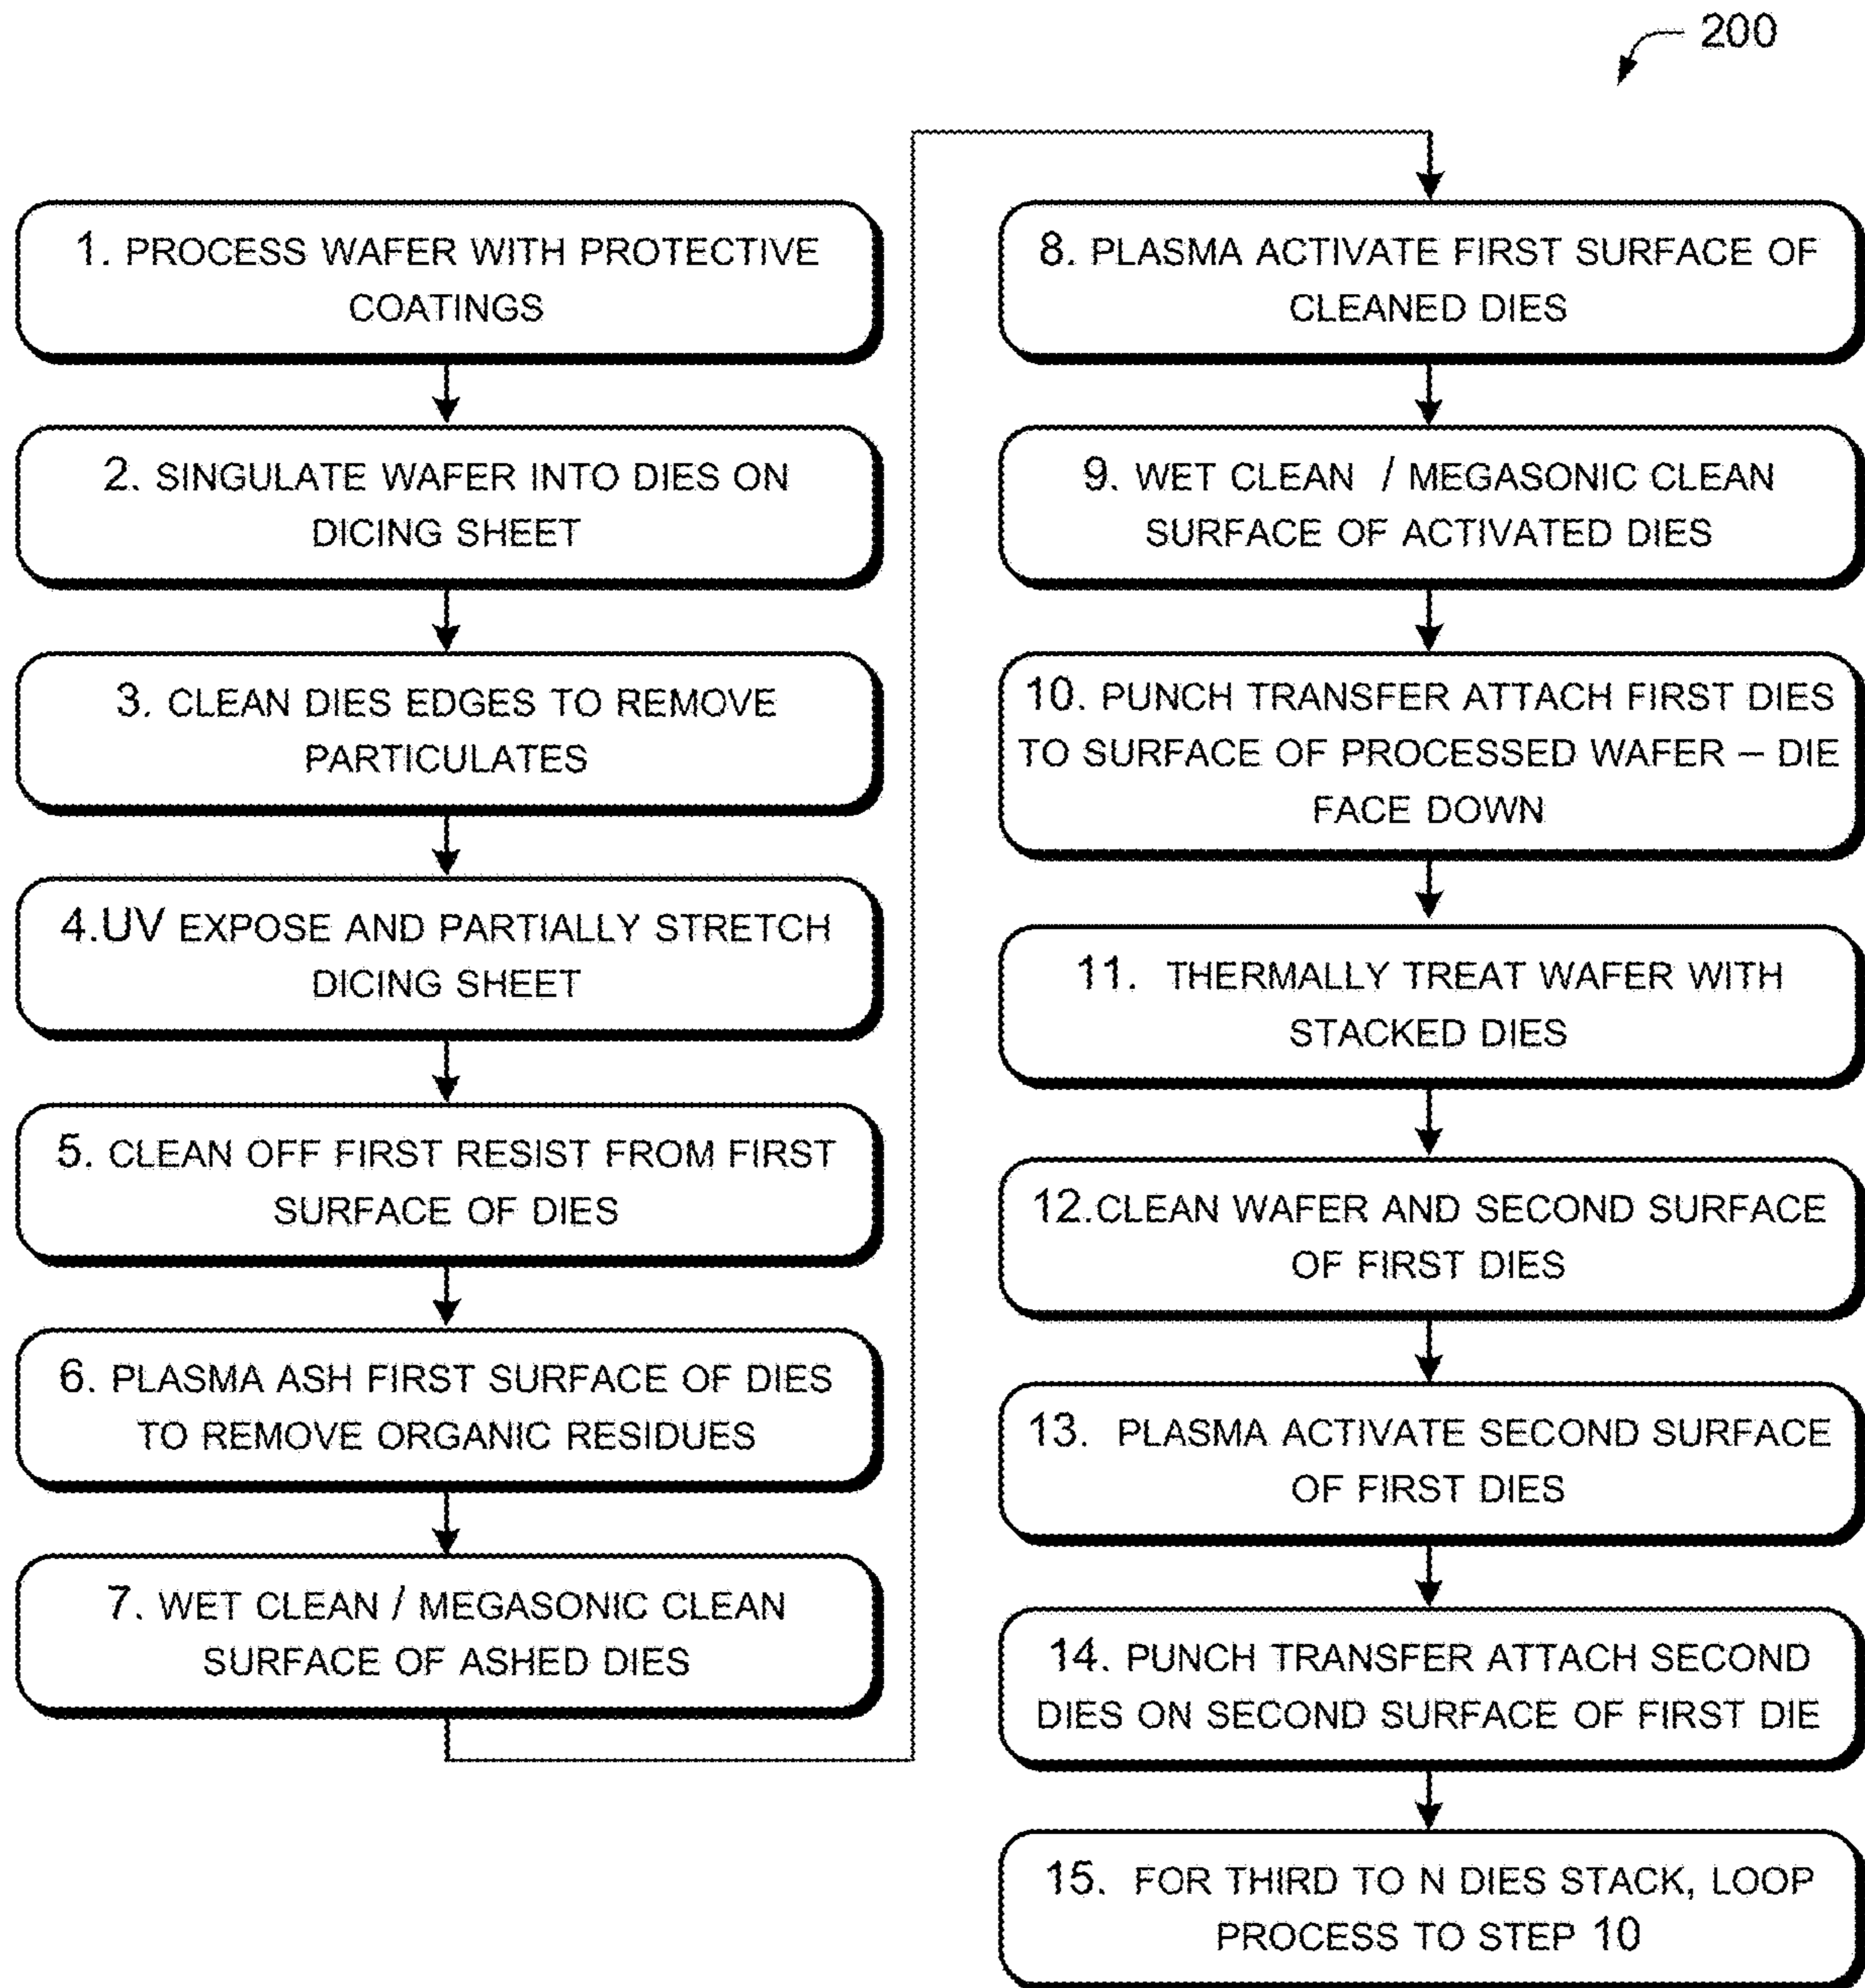 200
1. PROCESS WAFER WITH PROTECTIVE
COATINGS
2. SINGULATE WAFER INTO DIES ON
DICING SHEET
3. CLEAN DIES EDGES TO REMOVE
PARTICULATES
4.UV EXPOSE AND PARTIALLY STRETCH
DICING SHEET
5. CLEAN OFF FIRST RESIST FROM FIRST
SURFACE OF DIES
6. PLASMA ASH FIRST SURFACE OF DIES
TO REMOVE ORGANIC RESIDUES
7. WET CLEAN / MEGASONIC CLEAN
SURFACE OF ASHED DIES
8. PLASMA ACTIVATE FIRST SURFACE OF
CLEANED DIES
9. WET CLEAN / MEGASONIC CLEAN
SURFACE OF ACTIVATED DIES
10. PUNCH TRANSFER ATTACH FIRST DIES
TO SURFACE OF PROCESSED WAFER – DIE
FACE DOWN
11. THERMALLY TREAT WAFER WITH
STACKED DIES
12.CLEAN WAFER AND SECOND SURFACE
OF FIRST DIES
13. PLASMA ACTIVATE SECOND SURFACE
OF FIRST DIES
14. PUNCH TRANSFER ATTACH SECOND
DIES ON SECOND SURFACE OF FIRST DIE
15. FOR THIRD TO N DIES STACK, LOOP
PROCESS TO STEP 10